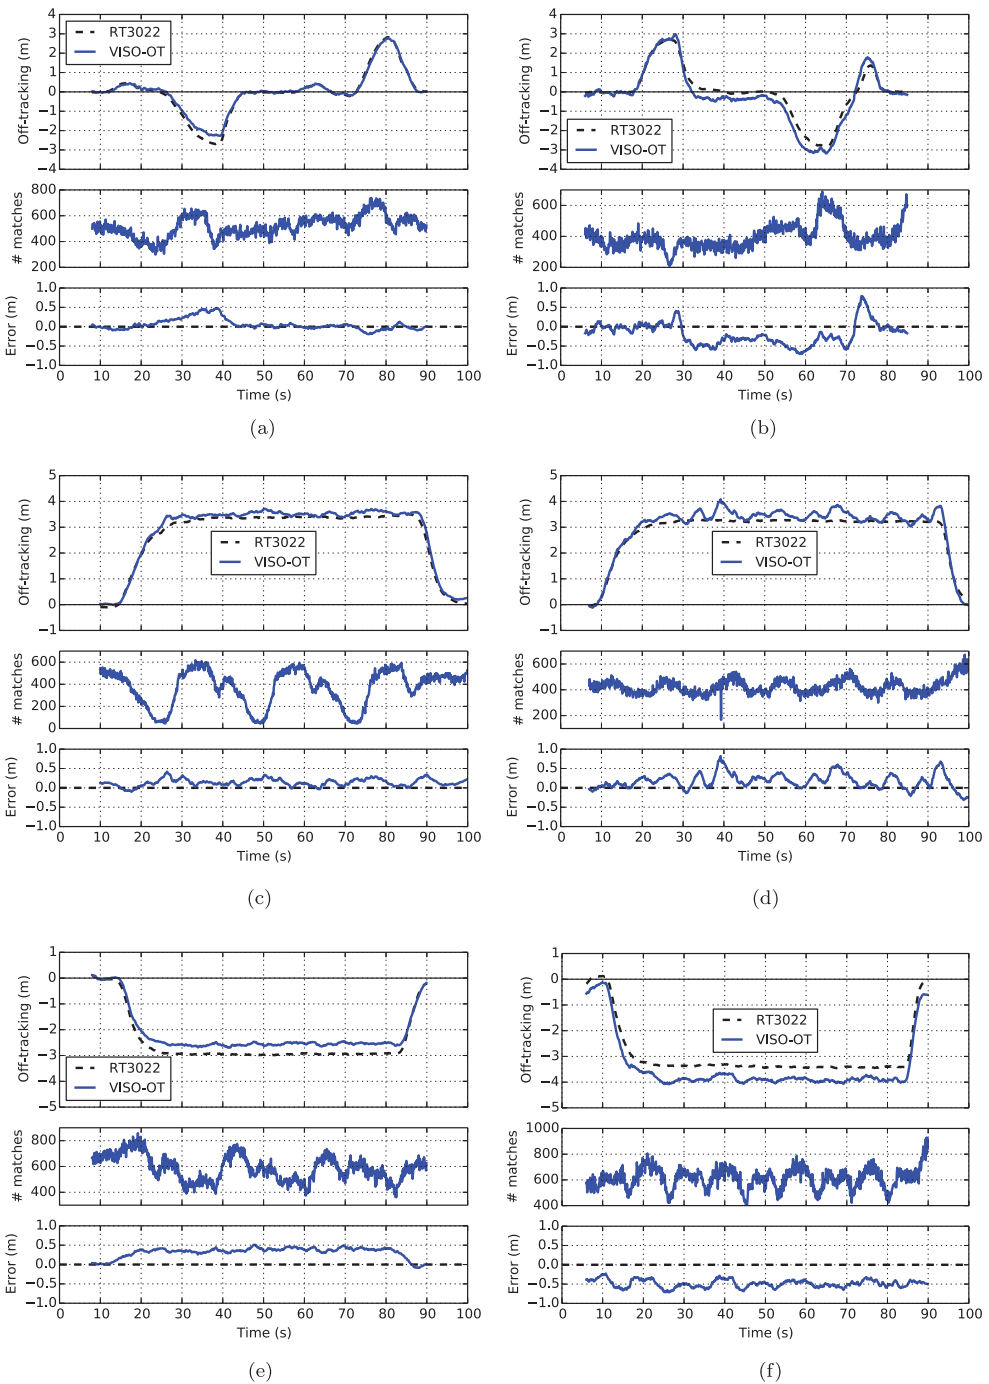 4
3
2
1
0
−1
−2
−3
−4
Off-tracking (m)
RT3022
VISO-OT
800
600
400
200
# matches
1.0
0.5
0.0
−0.5
−1.0
Error (m)
0 10 20 30 40 50 60 70 80 90 100
Time (s)
(a)
4
3
2
1
0
1
2
3
4
Off-tracking (m)
RT3022
VISO-OT
600
400
200
# matches
1.0
0.5
0.0
−0.5
−1.0
Error (m)
0 10 20 30 40 50 60 70 80 90 100
Time (s)
(b)
5
4
3
2
1
0
−1
Off-tracking (m)
RT3022
VISO-OT
600
400
200
0
# matches
1.0
0.5
0.0
−0.5
−1.0
Error (m)
0 10 20 30 40 50 60 70 80 90 100
Time (s)
(c)
5
4
3
2
1
0
−1
Off-tracking (m)
RT3022
VISO-OT
600
400
200
# matches
1.0
0.5
0.0
−0.5
−1.0
Error (m)
0 10 20 30 40 50 60 70 80 90 100
Time (s)
(d)
1
0
−1
−2
−3
−4
−5
Off-tracking (m)
RT3022
VISO-OT
800
600
400
# matches
1.0
0.5
0.0
−0.5
−1.0
Error (m)
0 10 20 30 40 50 60 70 80 90 100
Time (s)
(e)
1
0
−1
−2
−3
−4
−5
Off-tracking (m)
RT3022
VISO-OT
1000
800
600
400
# matches
1.0
0.5
0.0
−0.5
−1.0
Error (m)
0 10 20 30 40 50 60 70 80 90 100
Time (s)
(f)